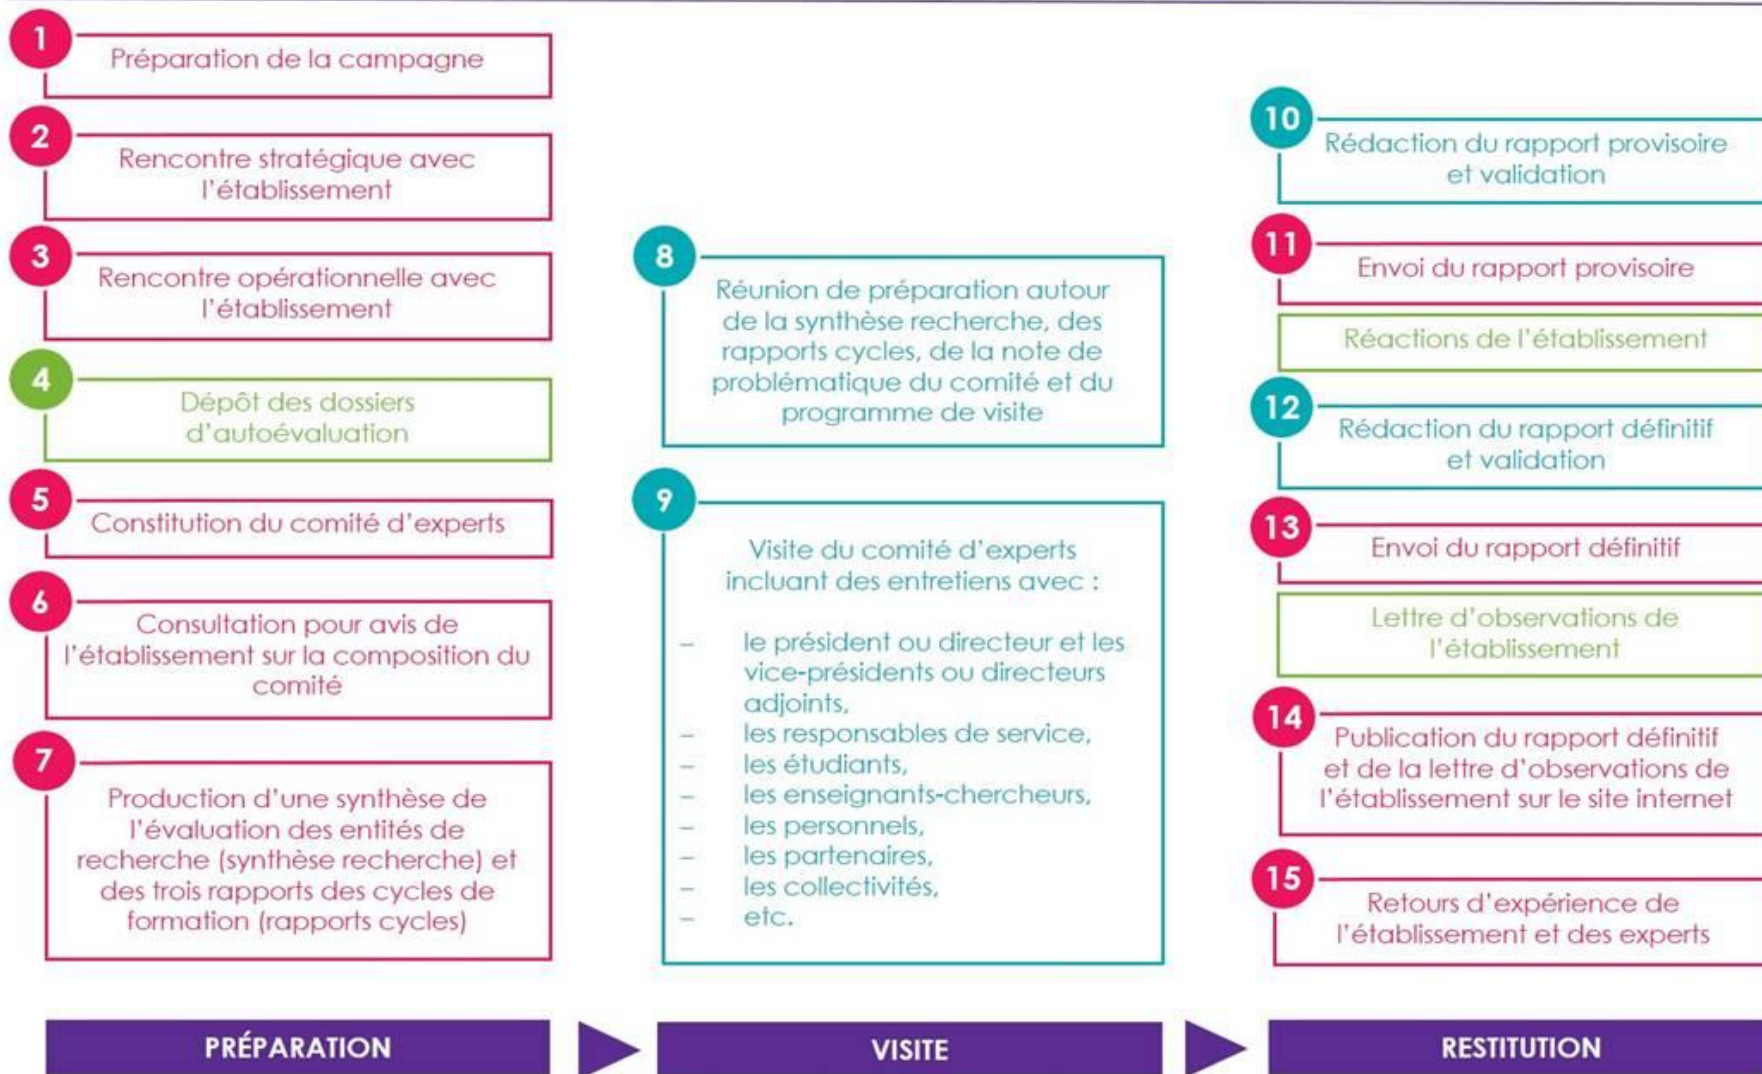 1
Préparation de la campagne
2
Rencontre stratégique avec
l'établissement
3
Rencontre opérationnelle avec
l'établissement
4
Dépôt des dossiers
d'autoévaluation
5
Constitution du comité d'experts
6
Consultation pour avis de
l'établissement sur la composition du
comité
7
Production d'une synthèse de
l'évaluation des entités de
recherche (synthèse recherche) et
des trois rapports des cycles de
formation (rapports cycles)
PRÉPARATION
8
Réunion de préparation autour
de la synthèse recherche, des
rapports cycles, de la note de
problématique du comité et du
programme de visite
9
Visite du comité d'experts
incluant des entretiens avec :
– le président ou directeur et les
vice-présidents ou directeurs
adjoints,
– les responsables de service,
– les étudiants,
– les enseignants-chercheurs,
– les personnels,
– les partenaires,
– les collectivités,
– etc.
VISITE
10
Rédaction du rapport provisoire
et validation
11
Envoi du rapport provisoire
Réactions de l'établissement
12
Rédaction du rapport définitif
et validation
13
Envoi du rapport définitif
Lettre d'observations de
l'établissement
14
Publication du rapport définitif
et de la lettre d'observations de
l'établissement sur le site internet
15
Retours d'expérience de
l'établissement et des experts
RESTITUTION